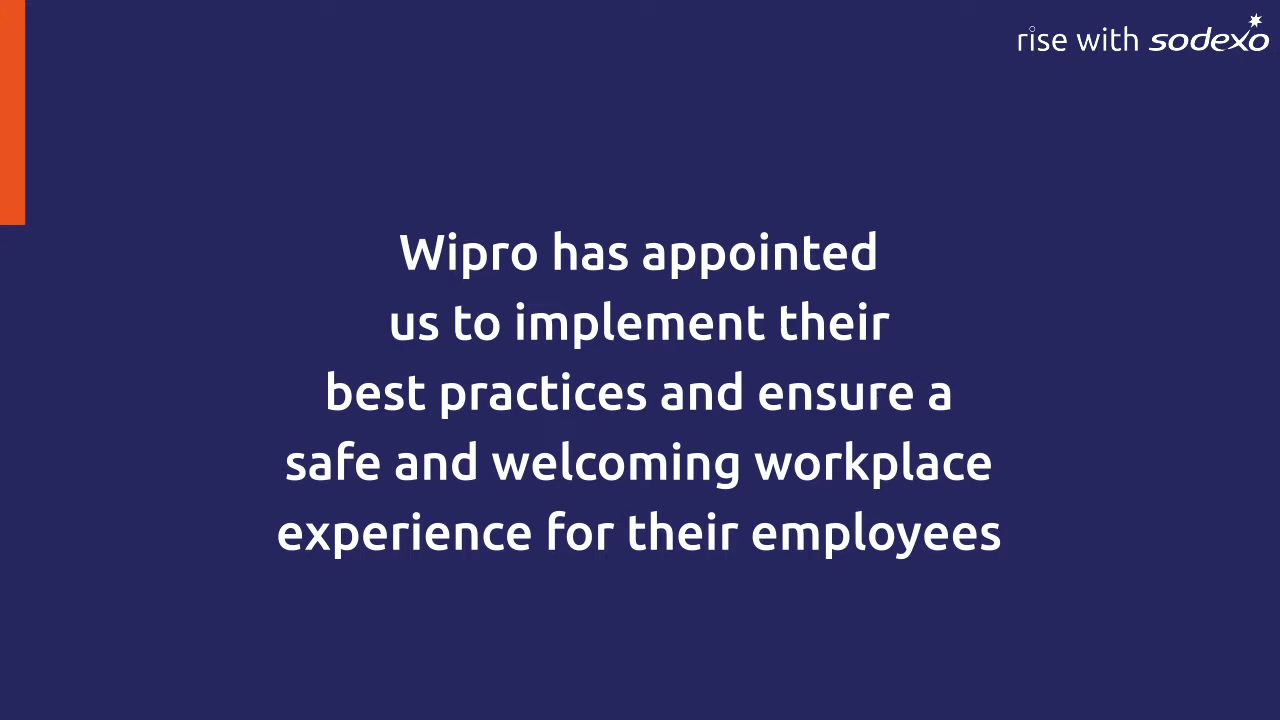 rise with sodexo
Wipro has appointed
us to implement their
best practices and ensure a
safe and welcoming workplace
experience for their employees